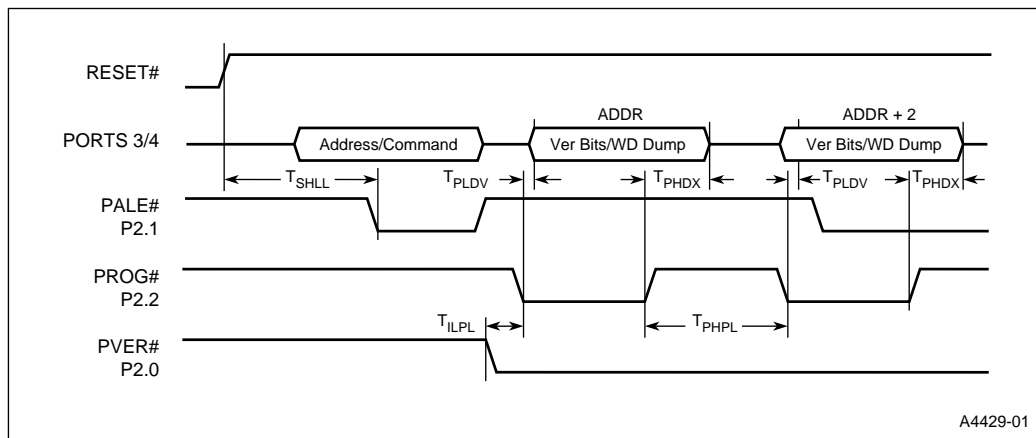 RESET#
ADDR
ADDR + 2
PORTS 3/4
Address/Command
Ver Bits/WD Dump
Ver Bits/WD Dump
TSHLL
TPLDV
TPHDX
TPLDV
TPHDX
PALE#
P2.1
PROG#
P2.2
TILPL
TPHPL
PVER#
P2.0
A4429-01